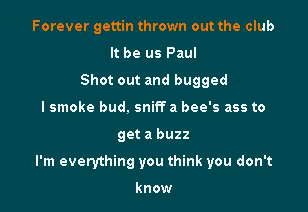 Forever gettin thrown out the club
It be us Paul
Shot out and bugged
I smoke bud, sniff a bee's ass to
get a buzz
I'm everything you think you don't
know